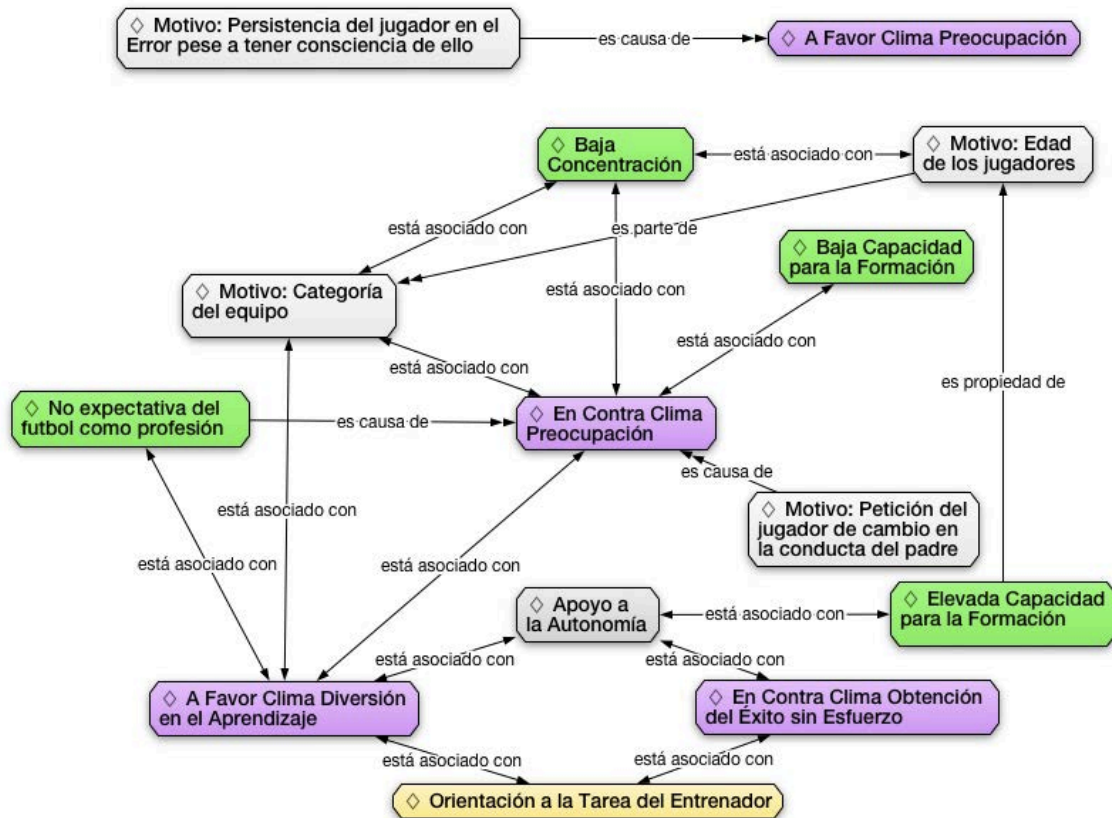 ◇ Motivo: Persistencia del jugador en el
Error pese a tener consciencia de ello
es causa de
◇ A Favor Clima Preocupación
◇ Baja
Concentración
está asociado con
◇ Motivo: Edad
de los jugadores
está asociado con
es parte de
◇ Baja Capacidad
para la Formación
◇ Motivo: Categoría
del equipo
está asociado con
está asociado con
está asociado con
es propiedad de
◇ No expectativa del
futbol como profesión
es causa de
◇ En Contra Clima
Preocupación
es causa de
◇ Motivo: Petición del
jugador de cambio en
la conducta del padre
está asociado con
está asociado con
está asociado con
◇ Apoyo a
la Autonomía
está asociado con
◇ Elevada Capacidad
para la Formación
está asociado con
está asociado con
◇ A Favor Clima Diversión
en el Aprendizaje
◇ En Contra Clima Obtención
del Éxito sin Esfuerzo
está asociado con
está asociado con
◇ Orientación a la Tarea del Entrenador